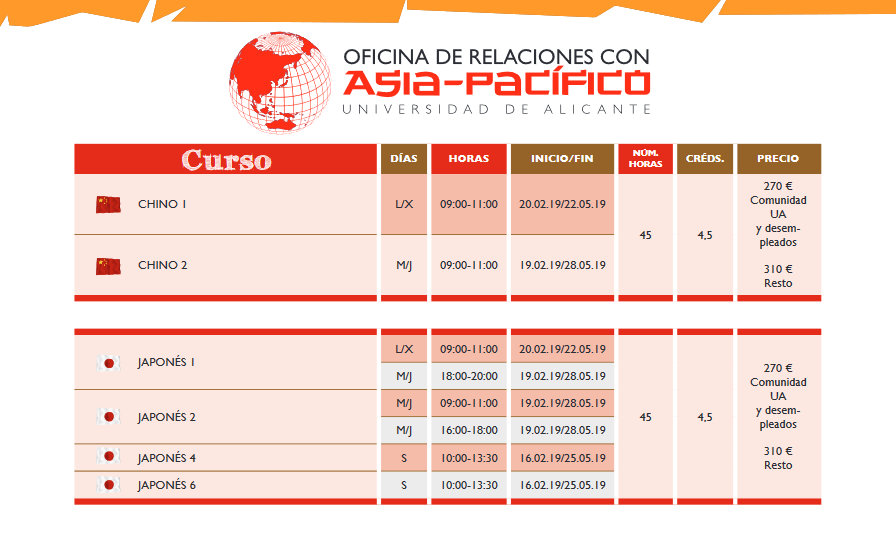 OFICINA DE RELACIONES CON
ASIA-PACÍFICO
UNIVERSIDAD DE ALICANTE
Curso DÍAS HORAS INICIO/FIN NÚM. HORAS CRÉDS. PRECIO
CHINO 1 L/X 09:00-11:00 20.02.19/22.05.19
CHINO 2 M/J 09:00-11:00 19.02.19/28.05.19
45 4,5
270 €
Comunidad
UA
y desem-
pleados
310 €
Resto
JAPONÉS 1 L/X 09:00-11:00 20.02.19/22.05.19
M/J 18:00-20:00 19.02.19/28.05.19
JAPONÉS 2 M/J 09:00-11:00 19.02.19/28.05.19
M/J 16:00-18:00 19.02.19/28.05.19
JAPONÉS 4 S 10:00-13:30 16.02.19/25.05.19
JAPONÉS 6 S 10:00-13:30 16.02.19/25.05.19
45 4,5
270 €
Comunidad
UA
y desem-
pleados
310 €
Resto